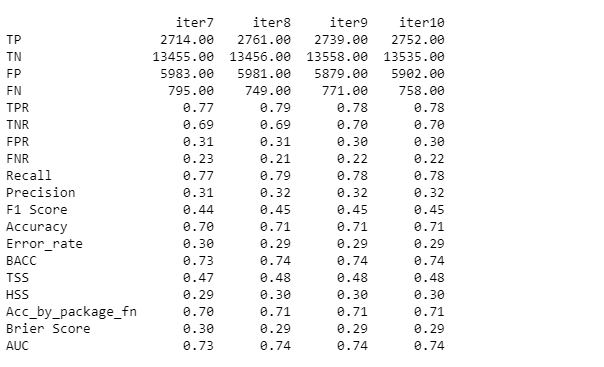 iter7 iter8 iter9 iter10
TP 2714.00 2761.00 2739.00 2752.00
TN 13455.00 13456.00 13558.00 13535.00
FP 5983.00 5981.00 5879.00 5902.00
FN 795.00 749.00 771.00 758.00
TPR 0.77 0.79 0.78 0.78
TNR 0.69 0.69 0.70 0.70
FPR 0.31 0.31 0.30 0.30
FNR 0.23 0.21 0.22 0.22
Recall 0.77 0.79 0.78 0.78
Precision 0.31 0.32 0.32 0.32
F1 Score 0.44 0.45 0.45 0.45
Accuracy 0.70 0.71 0.71 0.71
Error_rate 0.30 0.29 0.29 0.29
BACC 0.73 0.74 0.74 0.74
TSS 0.47 0.48 0.48 0.48
HSS 0.29 0.30 0.30 0.30
Acc_by_package_fn 0.70 0.71 0.71 0.71
Brier Score 0.30 0.29 0.29 0.29
AUC 0.73 0.74 0.74 0.74